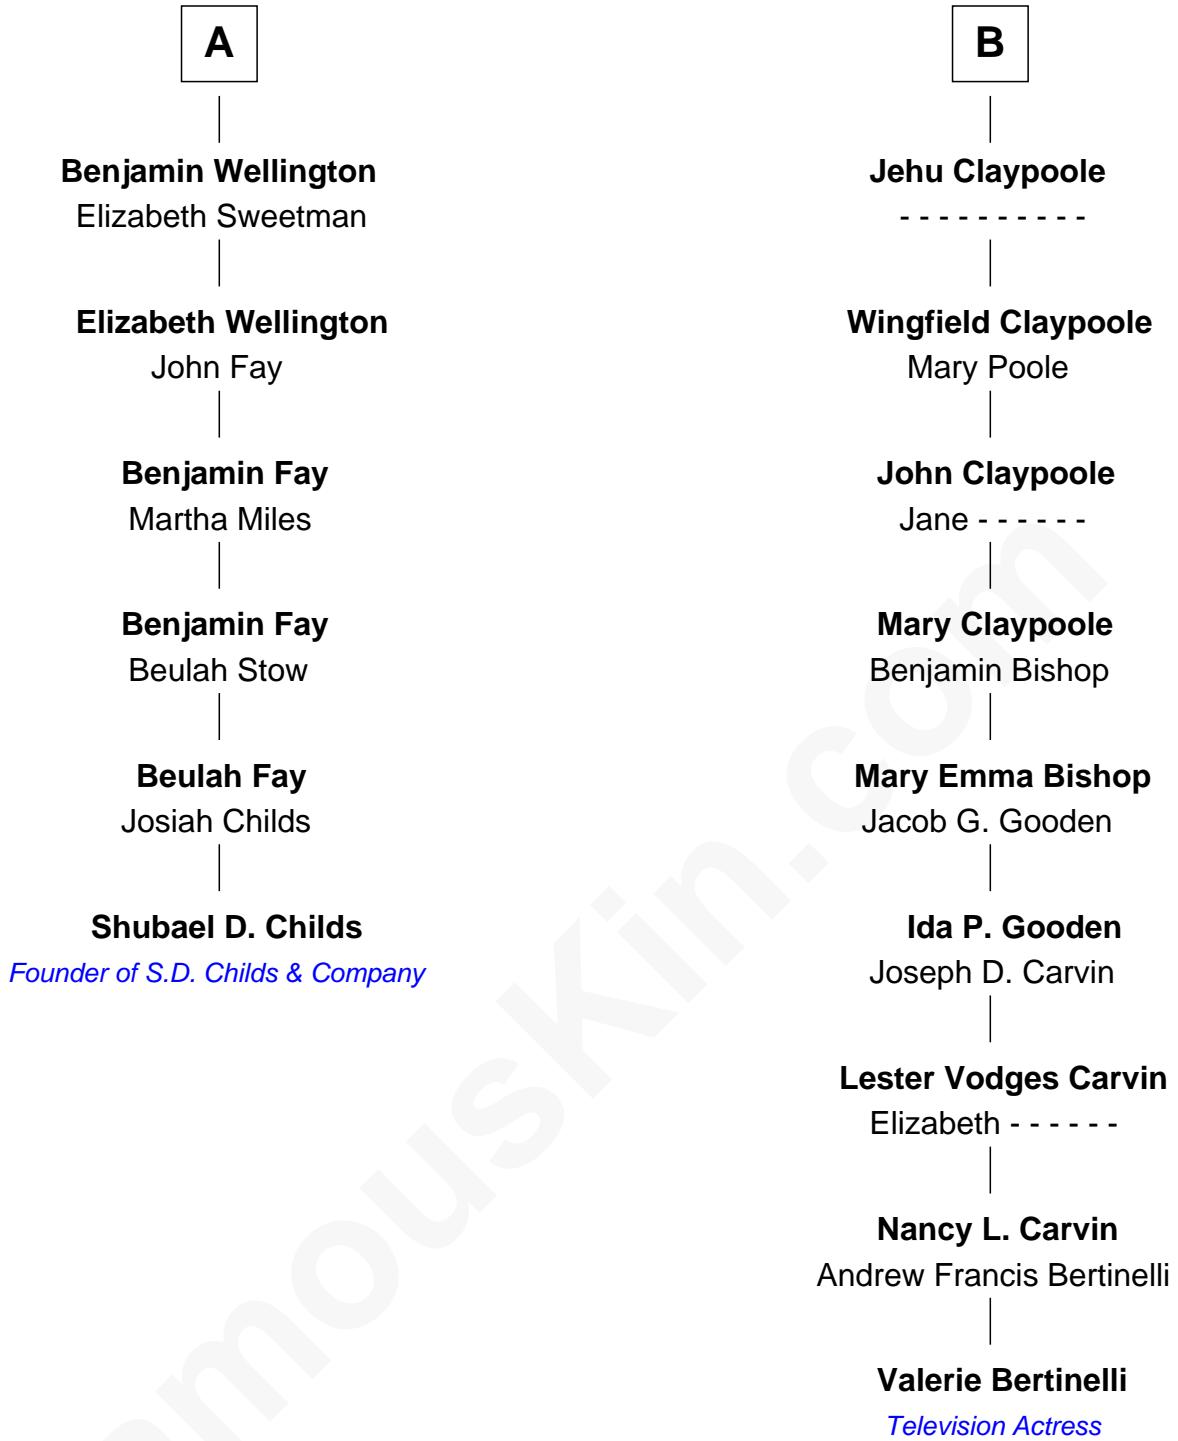 A
Benjamin Wellington
Elizabeth Sweetman
Elizabeth Wellington
John Fay
Benjamin Fay
Martha Miles
Benjamin Fay
Beulah Stow
Beulah Fay
Josiah Childs
Shubael D. Childs
Founder of S.D. Childs & Company
B
Jehu Claypoole
- - - - - - - - - -
Wingfield Claypoole
Mary Poole
John Claypoole
Jane - - - - - -
Mary Claypoole
Benjamin Bishop
Mary Emma Bishop
Jacob G. Gooden
Ida P. Gooden
Joseph D. Carvin
Lester Vodges Carvin
Elizabeth - - - - - -
Nancy L. Carvin
Andrew Francis Bertinelli
Valerie Bertinelli
Television Actress
amouskin.com